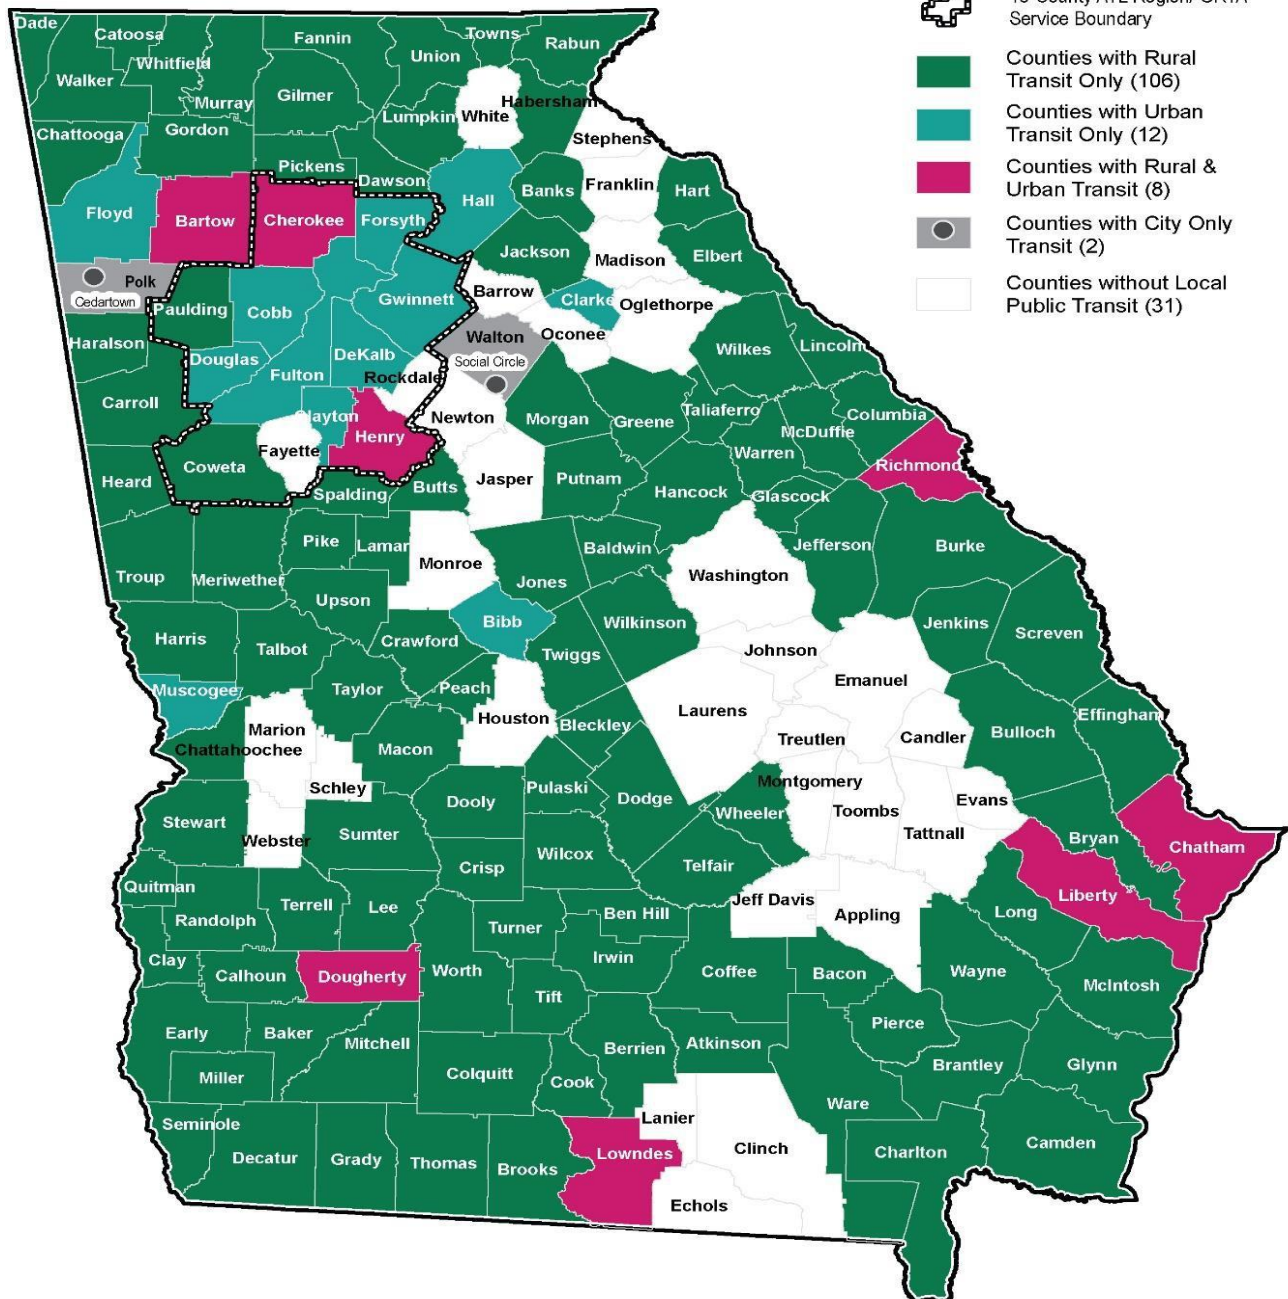 Service Boundary
Counties with Rural
Transit Only (106)
Counties with Urban
Transit Only (12)
Counties with Rural &
Urban Transit (8)
Counties with City Only
Transit (2)
Counties without Local
Public Transit (31)
Dade
Catoosa
Whitfield
Walker
Murray
Fannin
Union
Towns
Rabun
Gilmer
Lumpkin
White
Habersham
Chattooga
Gordon
Stephens
Pickens
Dawson
Banks
Franklin
Hart
Floyd
Bartow
Cherokee
Forsyth
Hall
Jackson
Madison
Elbert
Polk
Cedartown
Paulding
Cobb
Gwinnett
Barrow
Clarke
Oglethorpe
Oconee
Walton
Social Circle
Haralson
Douglas
Fulton
DeKalb
Rockdale
Wilkes
Lincoln
Carroll
Clayton
Henry
Newton
Morgan
Greene
Taliaferro
McDuffie
Columbia
Warren
Richmond
Fayette
Coweta
Heard
Spalding
Butts
Jasper
Putnam
Hancock
Glascock
Troup
Meriwether
Pike
Lamar
Monroe
Jones
Baldwin
Washington
Jefferson
Burke
Upson
Bibb
Wilkinson
Jenkins
Screven
Harris
Talbot
Crawford
Twiggs
Johnson
Emanuel
Muscogee
Taylor
Peach
Houston
Bleckley
Laurens
Treutlen
Candler
Bulloch
Effingham
Chattahoochee
Marion
Macon
Schley
Dooly
Pulaski
Dodge
Wheeler
Montgomery
Toombs
Tattnall
Evans
Bryan
Chatham
Stewart
Webster
Sumter
Crisp
Wilcox
Telfair
Jeff Davis
Appling
Liberty
Long
Quitman
Randolph
Terrell
Lee
Turner
Ben Hill
Irwin
Clay
Calhoun
Dougherty
Worth
Tift
Coffee
Bacon
Wayne
McIntosh
Early
Baker
Mitchell
Pierce
Brantley
Glynn
Miller
Colquitt
Cook
Berrien
Atkinson
Ware
Seminole
Decatur
Grady
Thomas
Brooks
Lowndes
Lanier
Clinch
Echols
Charlton
Camden